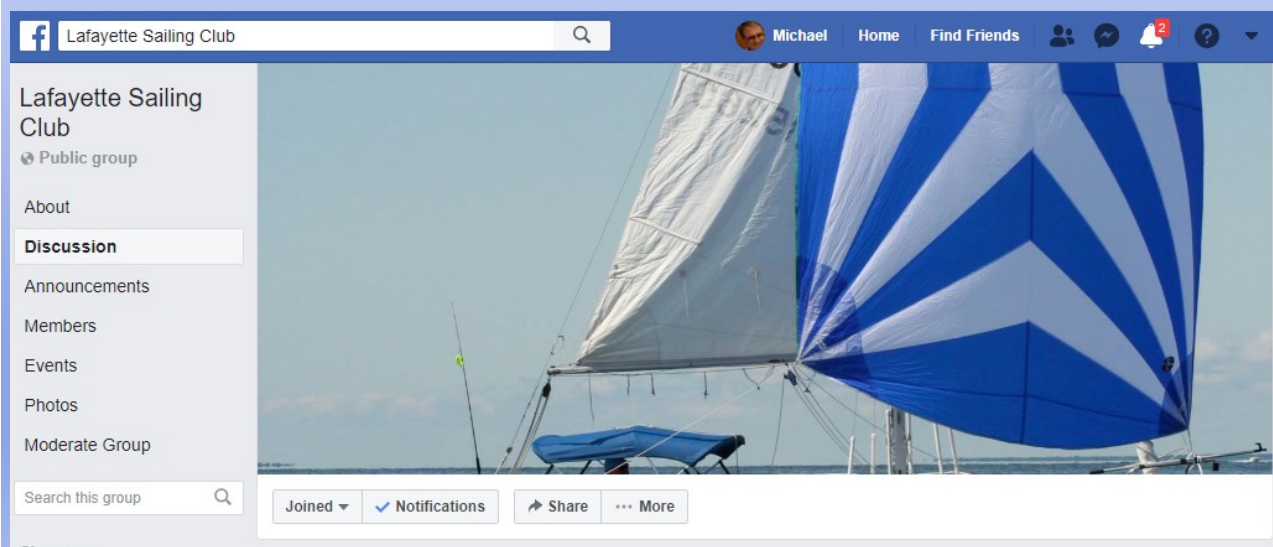 f
Lafayette Sailing Club
Michael
Home
Find Friends
2
?
Lafayette Sailing
Club
Public group
About
Discussion
Announcements
Members
Events
Photos
Moderate Group
Search this group
Joined
Notifications
Share
More